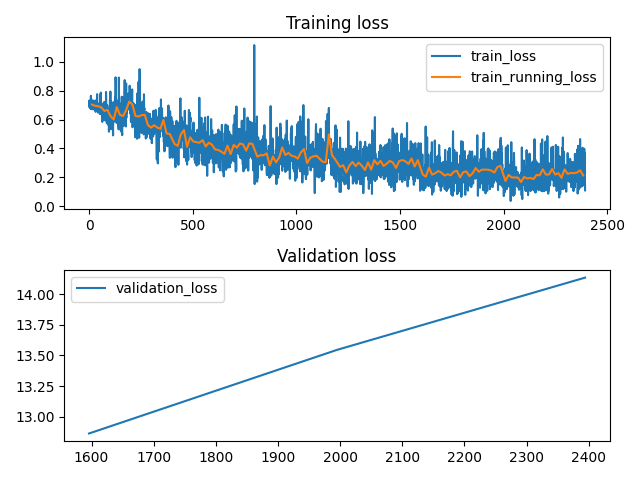 Training loss
train_loss
train_running_loss
1.0
0.8
0.6
0.4
0.2
0.0
0 500 1000 1500 2000 2500
Validation loss
validation_loss
14.00
13.75
13.50
13.25
13.00
1600 1700 1800 1900 2000 2100 2200 2300 2400